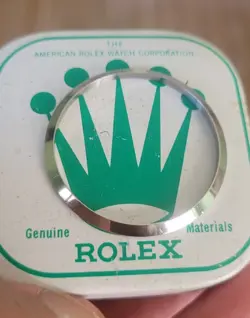 THE
AMERICAN ROLEX WATCH CORPORATION
Genuine Materials
ROLEX